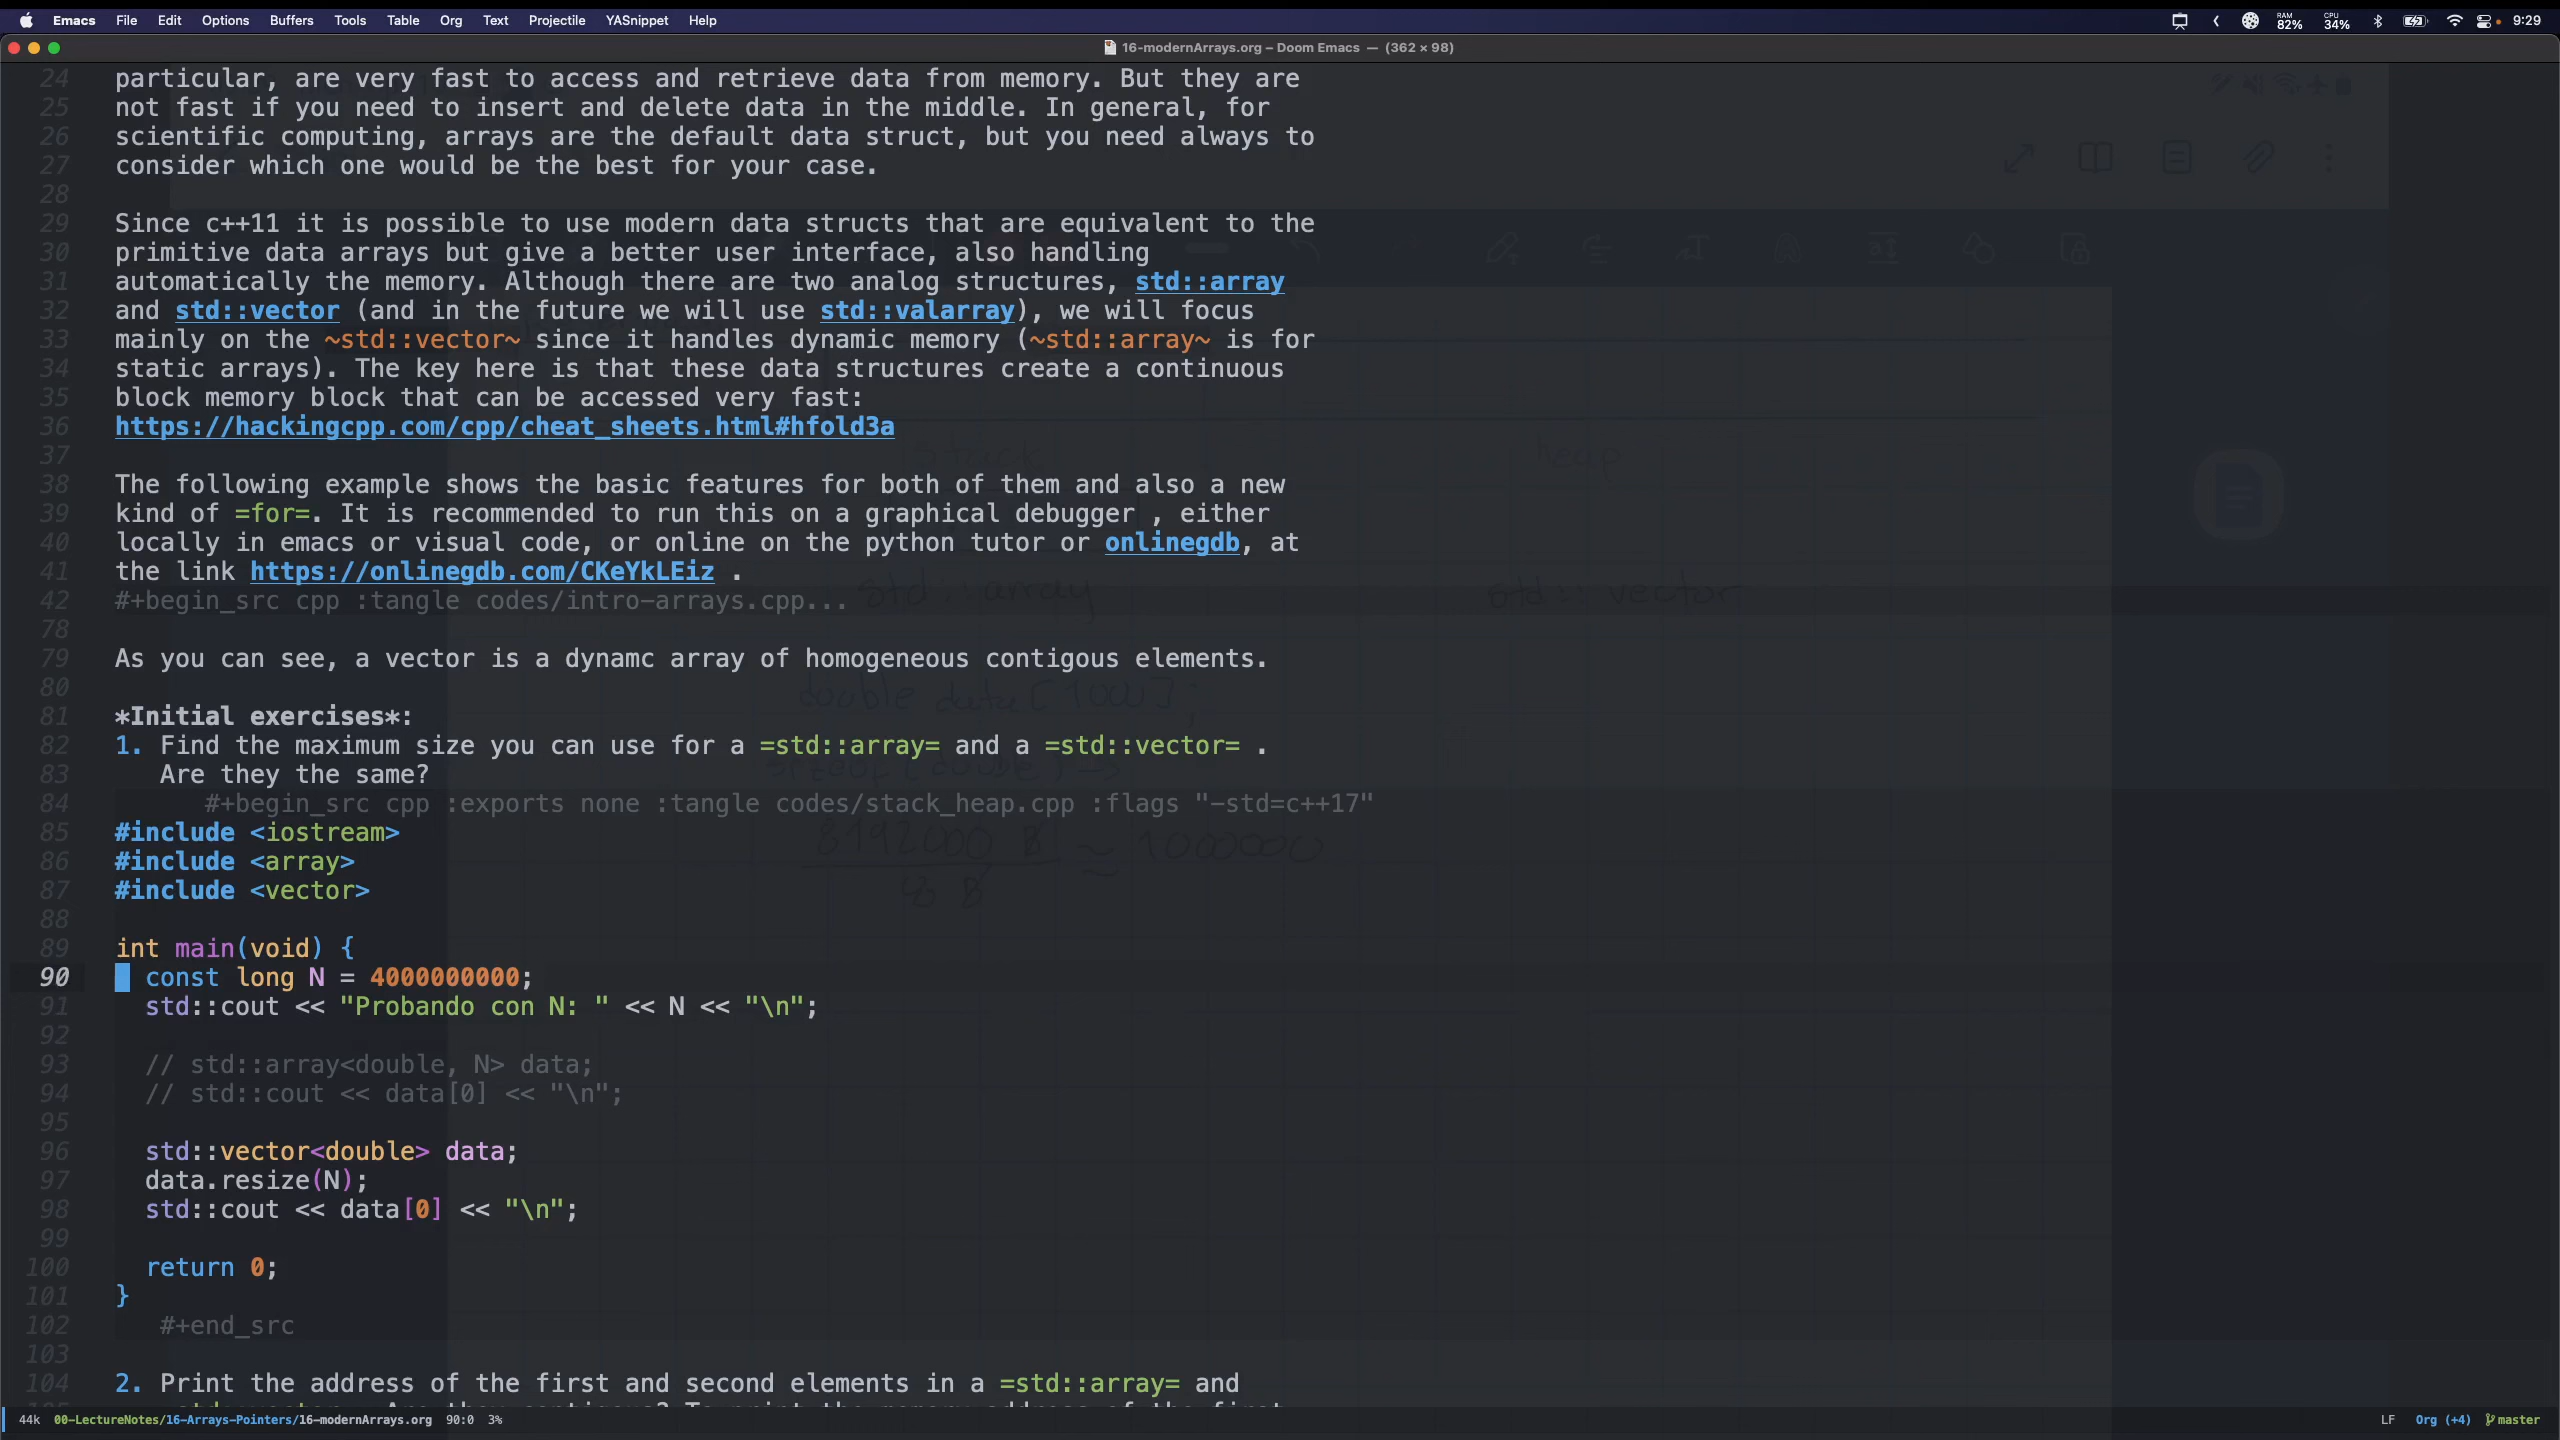 Emacs File Edit Options Buffers Tools Table Org Text Projectile YASnippet Help RAM 82% CPU 34% 9:29
16-modernArrays.org – Doom Emacs — (362 × 98)
24 particular, are very fast to access and retrieve data from memory. But they are
25 not fast if you need to insert and delete data in the middle. In general, for
26 scientific computing, arrays are the default data struct, but you need always to
27 consider which one would be the best for your case.
28
29 Since c++11 it is possible to use modern data structs that are equivalent to the
30 primitive data arrays but give a better user interface, also handling
31 automatically the memory. Although there are two analog structures, std::array
32 and std::vector (and in the future we will use std::valarray), we will focus
33 mainly on the ~std::vector~ since it handles dynamic memory (~std::array~ is for
34 static arrays). The key here is that these data structures create a continuous
35 block memory block that can be accessed very fast:
36 https://hackingcpp.com/cpp/cheat_sheets.html#hfold3a
37
38 The following example shows the basic features for both of them and also a new
39 kind of =for=. It is recommended to run this on a graphical debugger , either
40 locally in emacs or visual code, or online on the python tutor or onlinegdb, at
41 the link https://onlinegdb.com/CKeYkLEiz .
42 #+begin_src cpp :tangle codes/intro-arrays.cpp...
78
79 As you can see, a vector is a dynamc array of homogeneous contigous elements.
80
81 *Initial exercises*:
82 1. Find the maximum size you can use for a =std::array= and a =std::vector= .
83 Are they the same?
84 #+begin_src cpp :exports none :tangle codes/stack_heap.cpp :flags "-std=c++17"
85 #include <iostream>
86 #include <array>
87 #include <vector>
88
89 int main(void) {
90 const long N = 4000000000;
91 std::cout << "Probando con N: " << N << "\n";
92
93 // std::array<double, N> data;
94 // std::cout << data[0] << "\n";
95
96 std::vector<double> data;
97 data.resize(N);
98 std::cout << data[0] << "\n";
99
100 return 0;
101 }
102 #+end_src
103
104 2. Print the address of the first and second elements in a =std::array= and
stack heap
std::array std::vector
double data[1000];
44k 00-LectureNotes/16-Arrays-Pointers/16-modernArrays.org 90:0 3% LF Org (+4) master